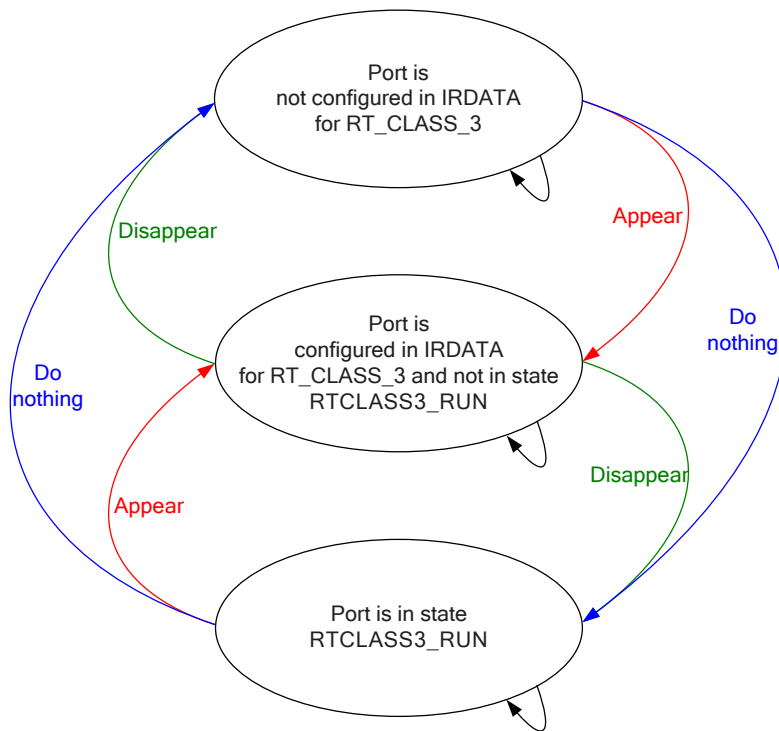 Port is
not configured in IRDATA
for RT_CLASS_3
Disappear
Appear
Port is
configured in IRDATA
for RT_CLASS_3 and not in state
RTCLASS3_RUN
Do
nothing
Do
nothing
Appear
Disappear
Port is in state
RTCLASS3_RUN